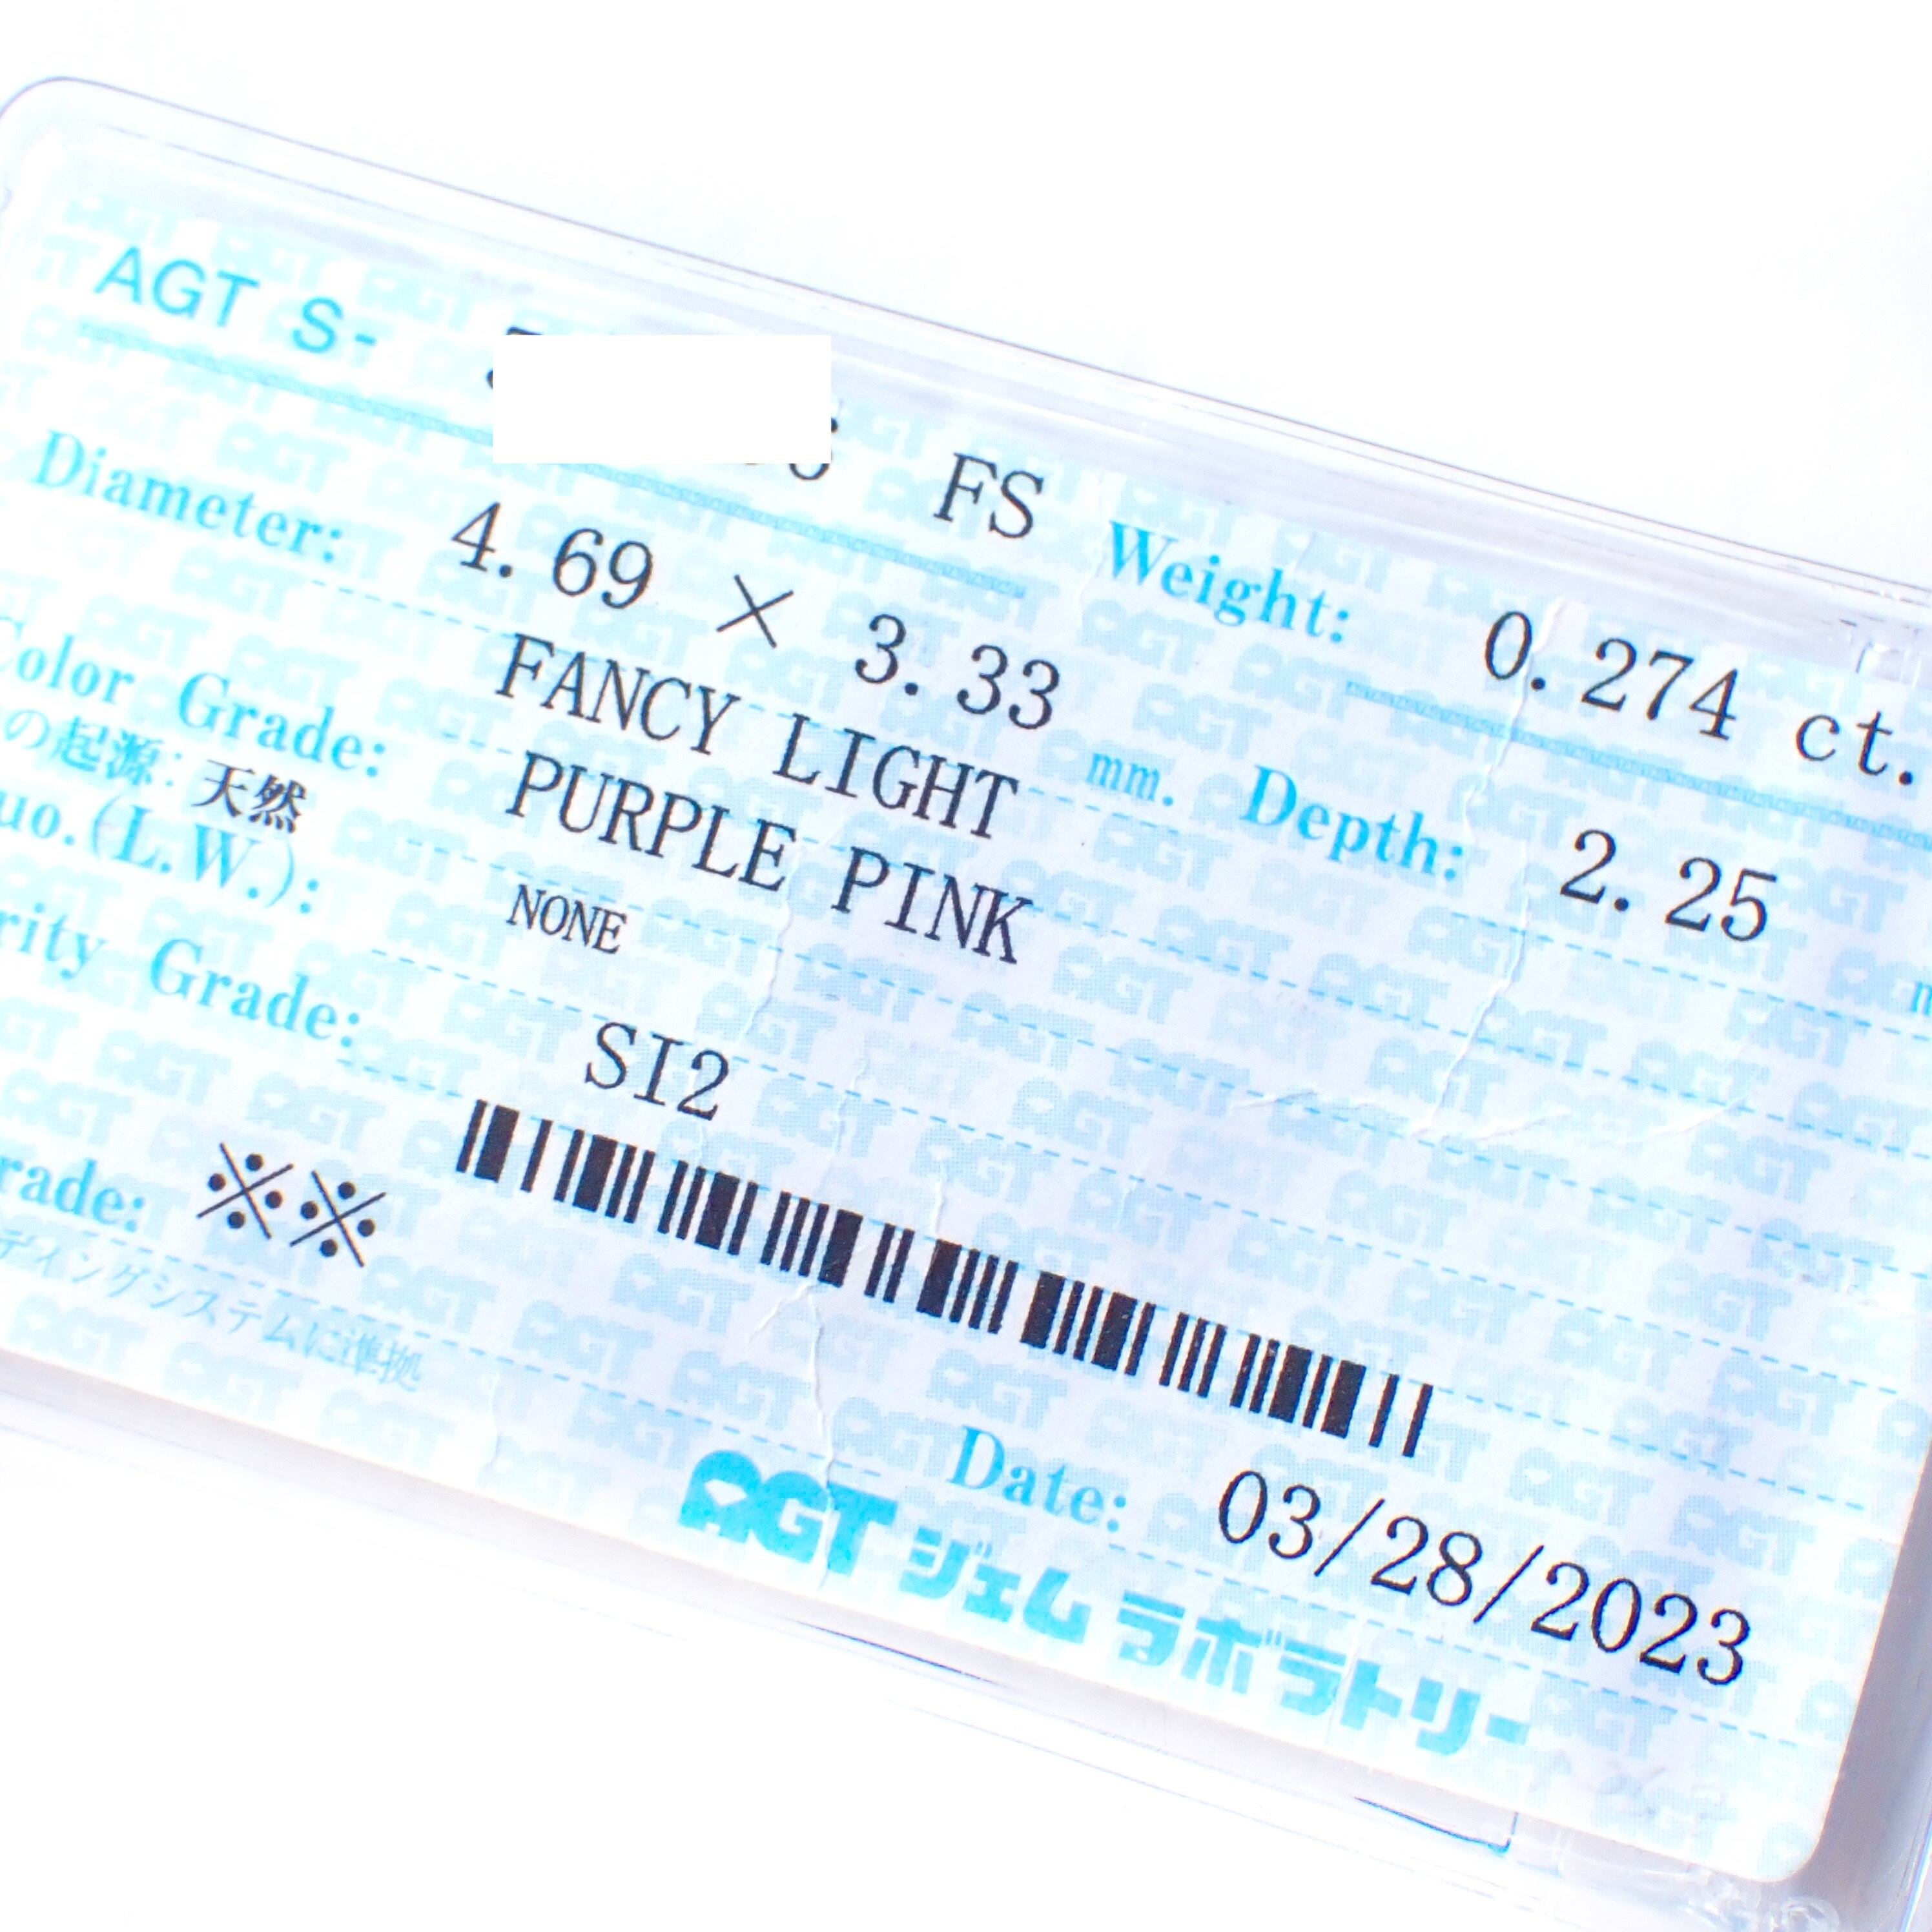 AGT S- FS Weight: 0.274 ct.
Diameter: 4.69 × 3.33 mm. Depth: 2.25
Color Grade: FANCY LIGHT
の起源: 天然 PURPLE PINK
uo.(L.W.): NONE
rity Grade: SI2
rade: ※※
ディングシステムに準拠
Date: 03/28/2023
AGT ジェム ラボラトリー